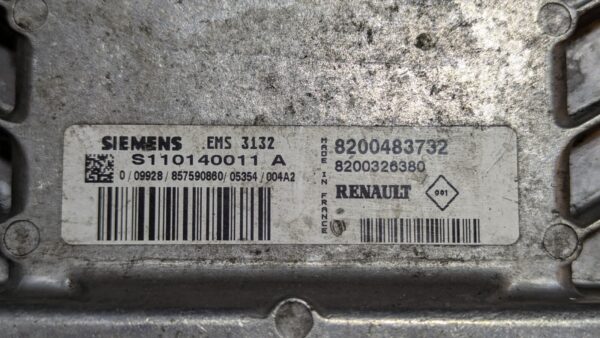 SIEMENS EMS 3132
S110140011 A
0 / 09928 / 857590860 / 05354 / 004A2
MADE IN FRANCE
8200483732
8200326380
RENAULT 001